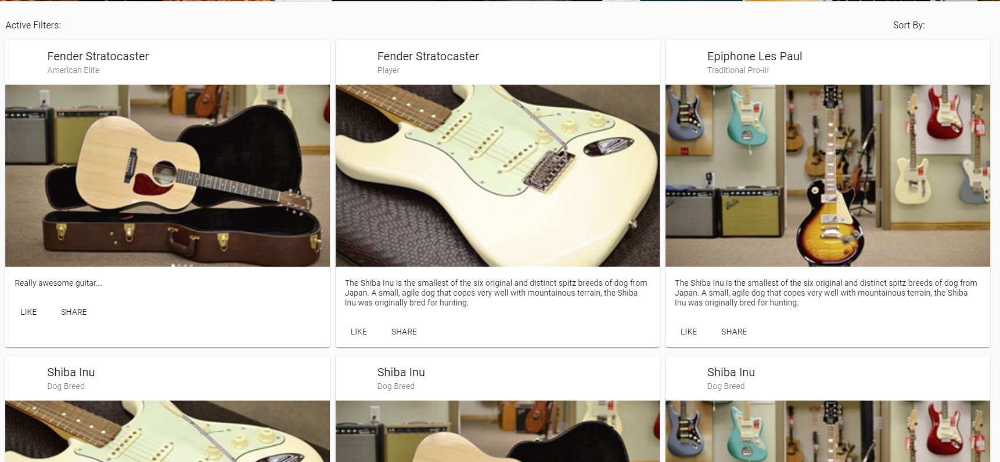 Active Filters:
Sort By:
Fender Stratocaster
American Elite
Really awesome guitar...
LIKE
SHARE
Fender Stratocaster
Player
The Shiba Inu is the smallest of the six original and distinct spitz breeds of dog from
Japan. A small, agile dog that copes very well with mountainous terrain, the Shiba
Inu was originally bred for hunting.
LIKE
SHARE
Epiphone Les Paul
Traditional Pro-III
The Shiba Inu is the smallest of the six original and distinct spitz breeds of dog from
Japan. A small, agile dog that copes very well with mountainous terrain, the Shiba
Inu was originally bred for hunting.
LIKE
SHARE
Shiba Inu
Dog Breed
Shiba Inu
Dog Breed
Shiba Inu
Dog Breed